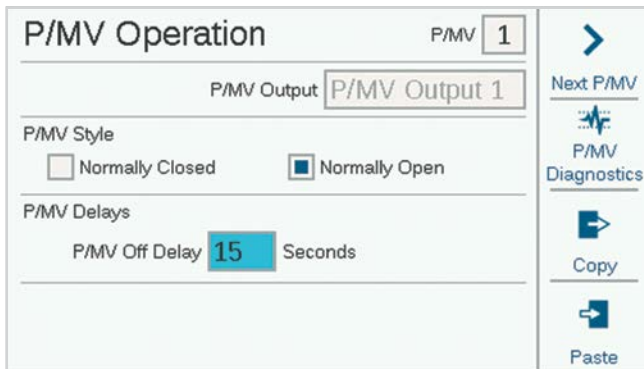 P/MV Operation
P/MV 1
P/MV Output P/MV Output 1
P/MV Style
Normally Closed
Normally Open
P/MV Delays
P/MV Off Delay 15 Seconds
Next P/MV
P/MV
Diagnostics
Copy
Paste